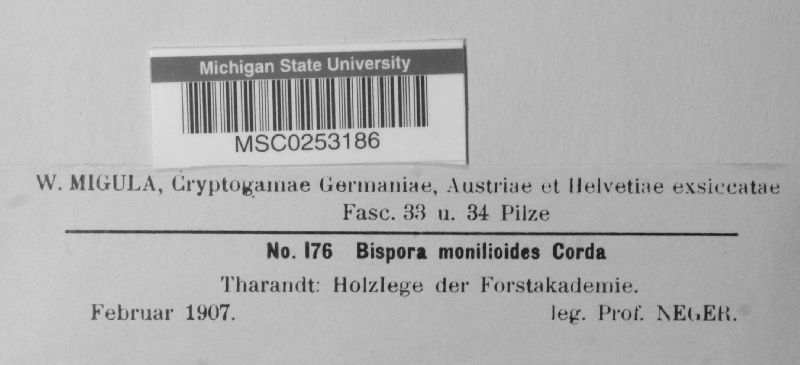 Michigan State University
MSC0253186
W. MIGULA, Cryptogamae Germaniae, Austriae et Helvetiae exsiccatae
Fasc. 33 u. 34 Pilze
No. 176 Bispora monilioides Corda
Tharandt: Holzlege der Forstakademie.
Februar 1907. leg. Prof. NEGER.